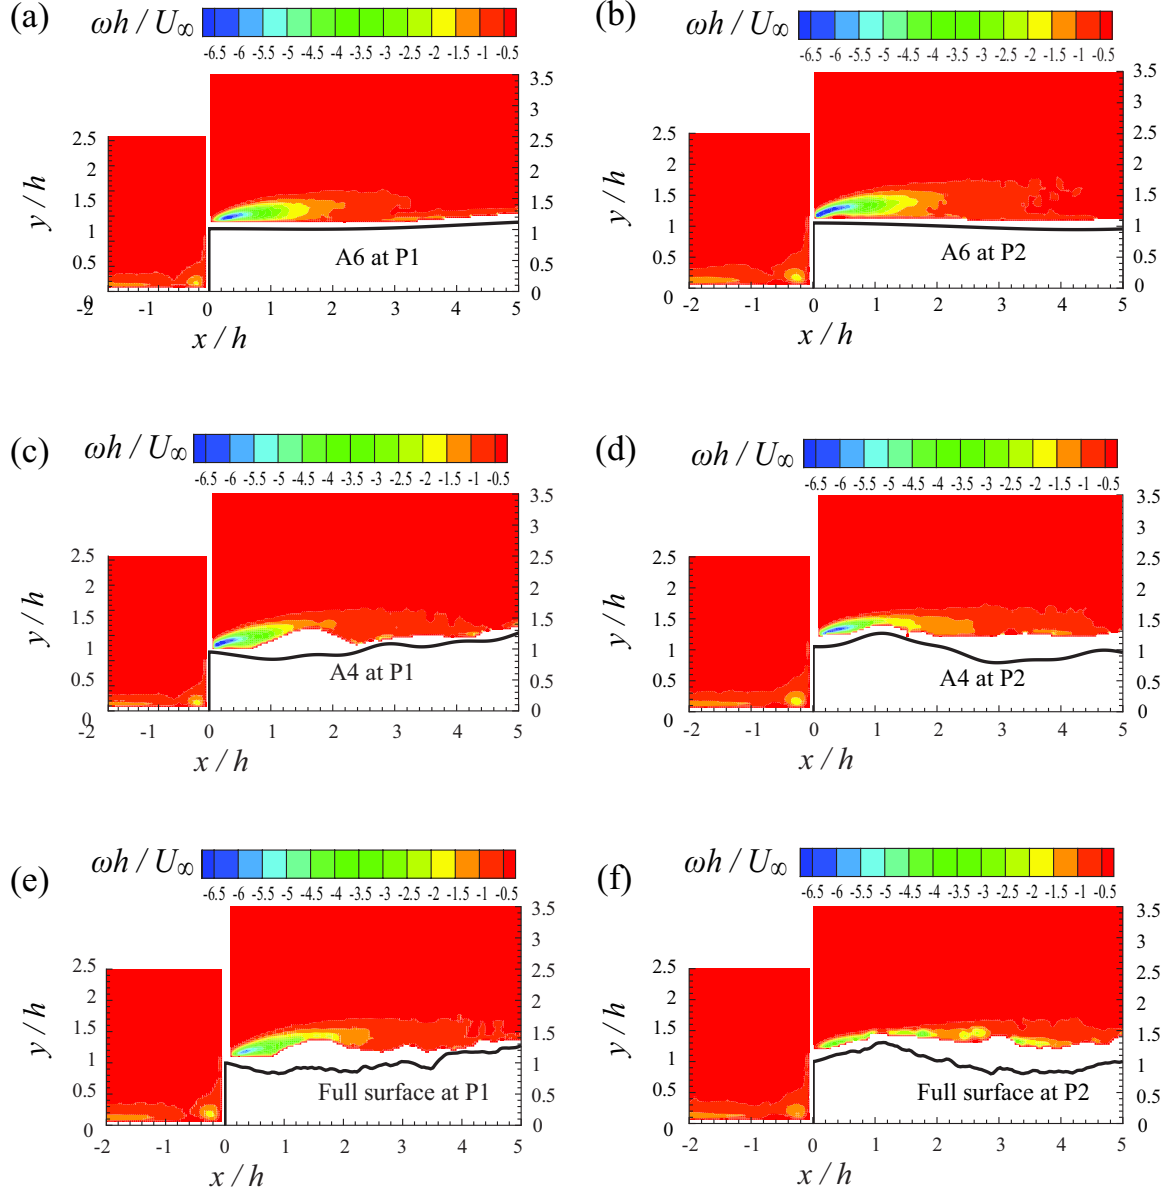 (a) ωh / U∞
-6.5 -6 -5.5 -5 -4.5 -4 -3.5 -3 -2.5 -2 -1.5 -1 -0.5
y / h
2.5 2 1.5 1 0.5 0
3.5 3 2.5 2 1.5 1 0.5 0
A6 at P1
-2 -1 0 1 2 3 4 5
x / h
(b) ωh / U∞
-6.5 -6 -5.5 -5 -4.5 -4 -3.5 -3 -2.5 -2 -1.5 -1 -0.5
y / h
2.5 2 1.5 1 0.5 0
3.5 3 2.5 2 1.5 1 0.5 0
A6 at P2
-2 -1 0 1 2 3 4 5
x / h
(c) ωh / U∞
-6.5 -6 -5.5 -5 -4.5 -4 -3.5 -3 -2.5 -2 -1.5 -1 -0.5
y / h
2.5 2 1.5 1 0.5 0
3.5 3 2.5 2 1.5 1 0.5 0
A4 at P1
-2 -1 0 1 2 3 4 5
x / h
(d) ωh / U∞
-6.5 -6 -5.5 -5 -4.5 -4 -3.5 -3 -2.5 -2 -1.5 -1 -0.5
y / h
2.5 2 1.5 1 0.5 0
3.5 3 2.5 2 1.5 1 0.5 0
A4 at P2
-2 -1 0 1 2 3 4 5
x / h
(e) ωh / U∞
-6.5 -6 -5.5 -5 -4.5 -4 -3.5 -3 -2.5 -2 -1.5 -1 -0.5
y / h
2.5 2 1.5 1 0.5 0
3.5 3 2.5 2 1.5 1 0.5 0
Full surface at P1
-2 -1 0 1 2 3 4 5
x / h
(f) ωh / U∞
-6.5 -6 -5.5 -5 -4.5 -4 -3.5 -3 -2.5 -2 -1.5 -1 -0.5
y / h
2.5 2 1.5 1 0.5 0
3.5 3 2.5 2 1.5 1 0.5 0
Full surface at P2
-2 -1 0 1 2 3 4 5
x / h